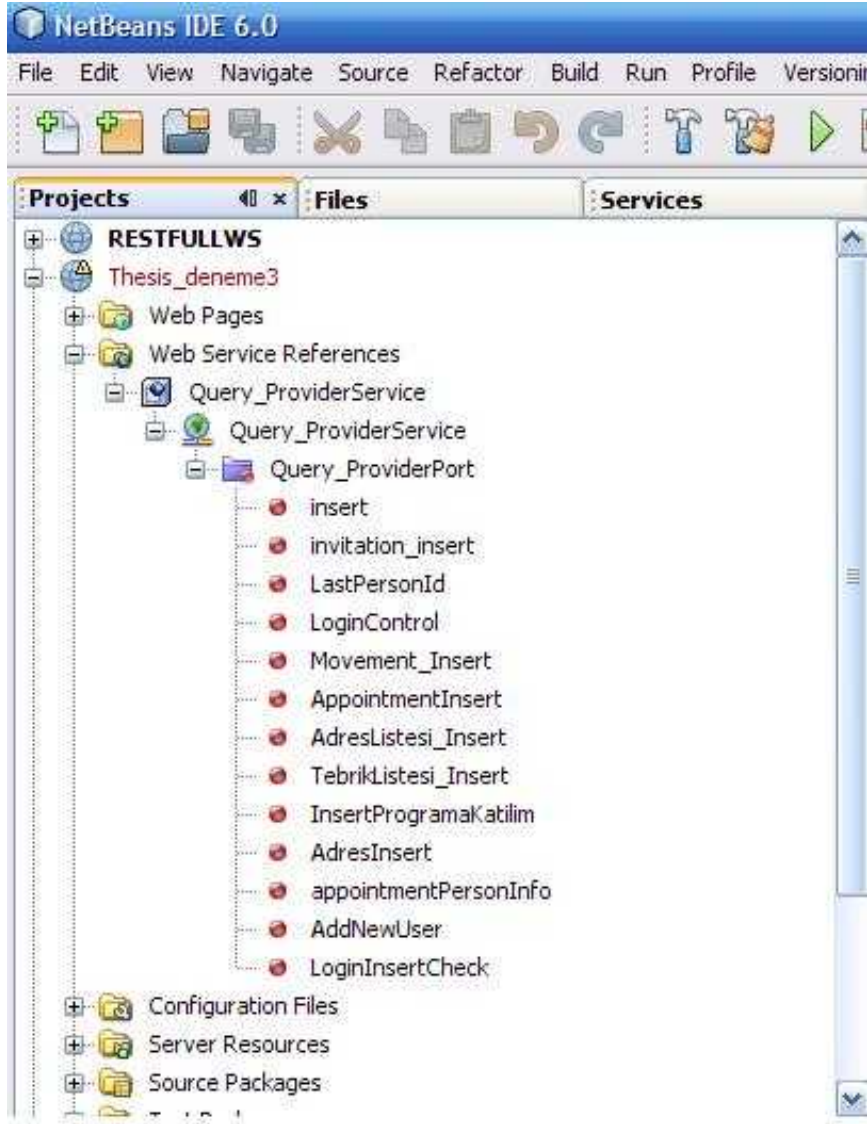 NetBeans IDE 6.0
File Edit View Navigate Source Refactor Build Run Profile
Projects Files Services
RESTFULLWS
Thesis_deneme3
Web Pages
Web Service References
Query_ProviderService
Query_ProviderService
Query_ProviderPort
insert
invitation_insert
LastPersonId
LoginControl
Movement_Insert
AppointmentInsert
AdresListesi_Insert
TebrikListesi_Insert
InsertProgramaKatilim
AdresInsert
appointmentPersonInfo
AddNewUser
LoginInsertCheck
Configuration Files
Server Resources
Source Packages